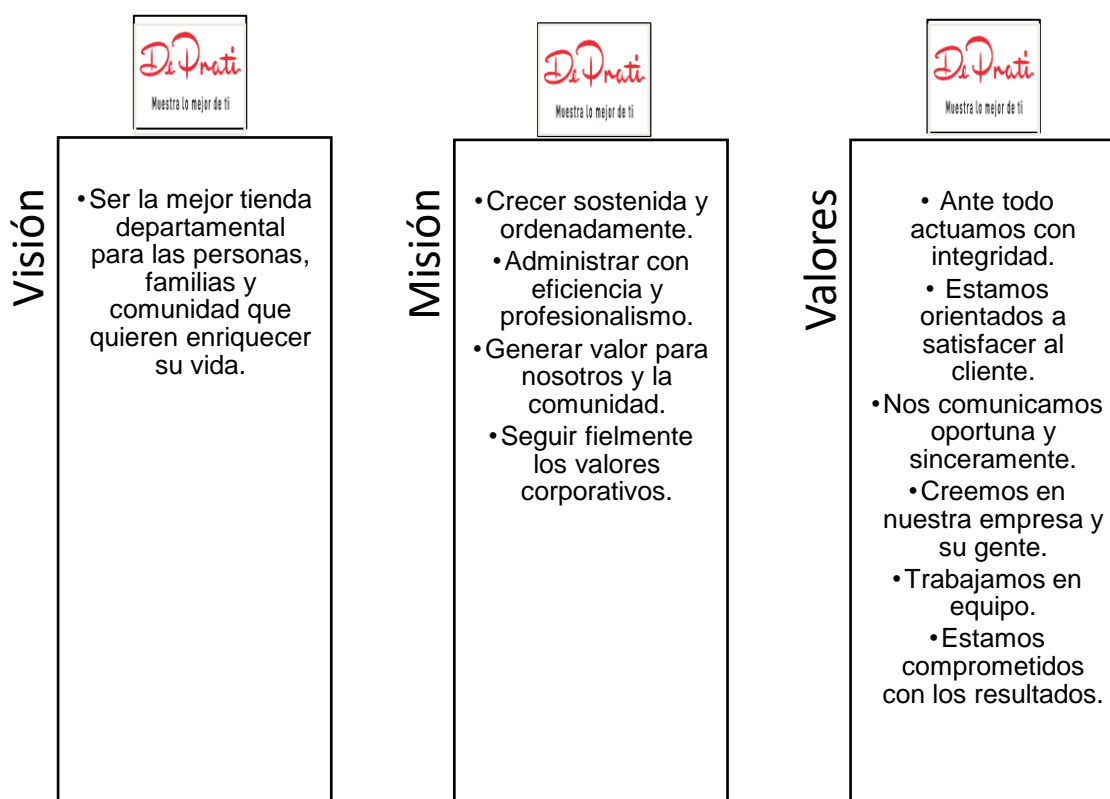 De Prati
Muestra lo mejor de ti
Visión
•Ser la mejor tienda
departamental
para las personas,
familias y
comunidad que
quieren enriquecer
su vida.
De Prati
Muestra lo mejor de ti
Misión
•Crecer sostenida y
ordenadamente.
•Administrar con
eficiencia y
profesionalismo.
•Generar valor para
nosotros y la
comunidad.
•Seguir fielmente
los valores
corporativos.
De Prati
Muestra lo mejor de ti
Valores
• Ante todo
actuamos con
integridad.
• Estamos
orientados a
satisfacer al
cliente.
•Nos comunicamos
oportuna y
sinceramente.
•Creemos en
nuestra empresa y
su gente.
•Trabajamos en
equipo.
•Estamos
comprometidos
con los resultados.